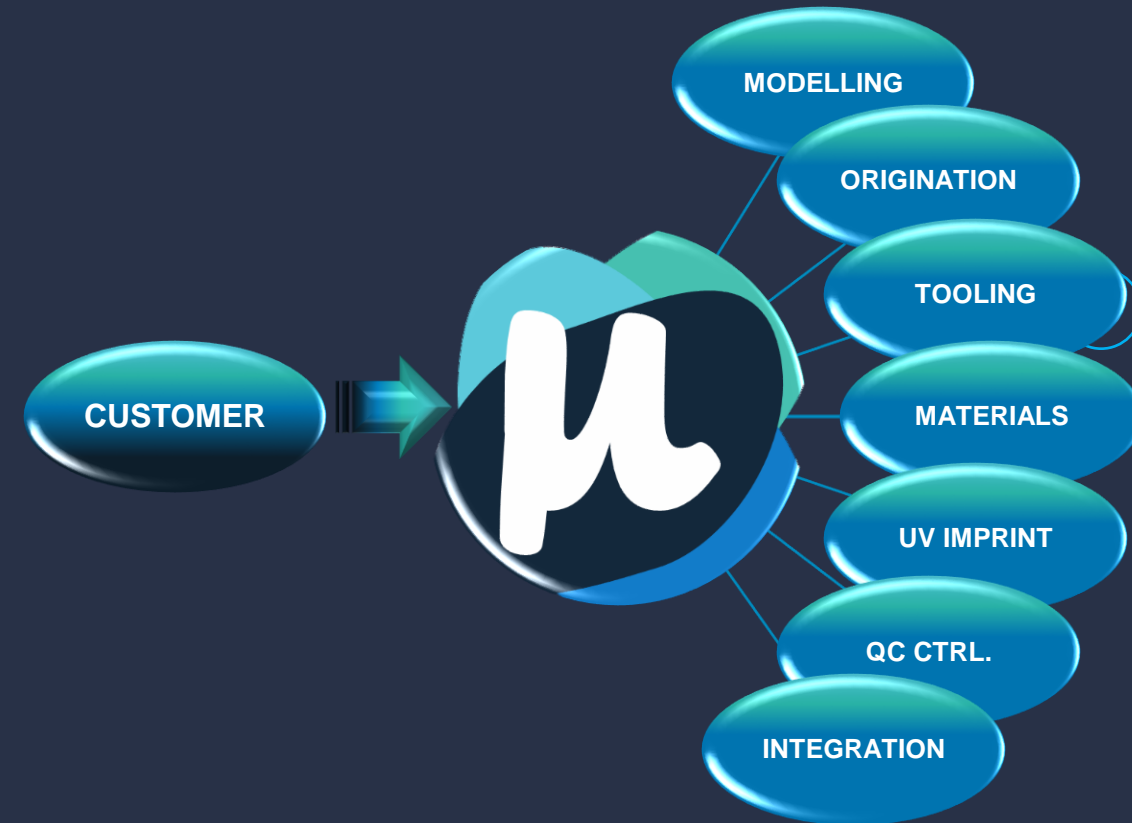 MODELLING
ORIGINATION
TOOLING
CUSTOMER
µ
MATERIALS
UV IMPRINT
QC CTRL.
INTEGRATION